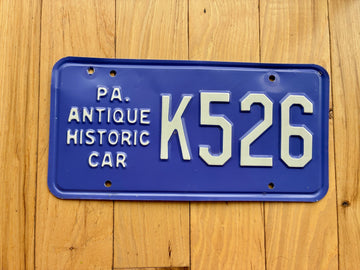 PA.
ANTIQUE
HISTORIC
CAR
K526